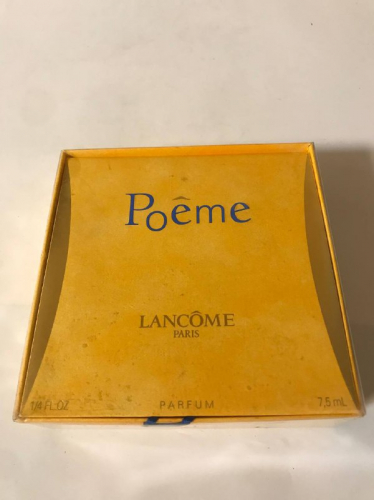 Poême
LANCÔME
PARIS
1/4 FL.OZ PARFUM 7,5 mL